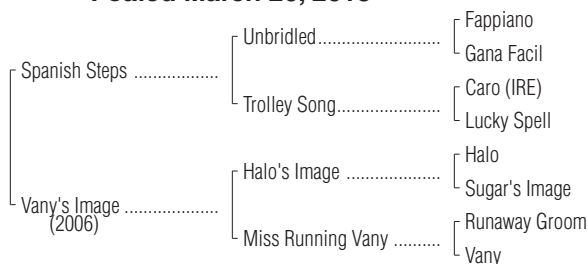 Foaled March
Fappiano
Unbridled
Gana Facil
Spanish Steps
Caro (IRE)
Trolley Song
Lucky Spell
Halo
Halo's Image
Sugar's Image
Vany's Image
(2006)
Runaway Groom
Miss Running Vany
Vany